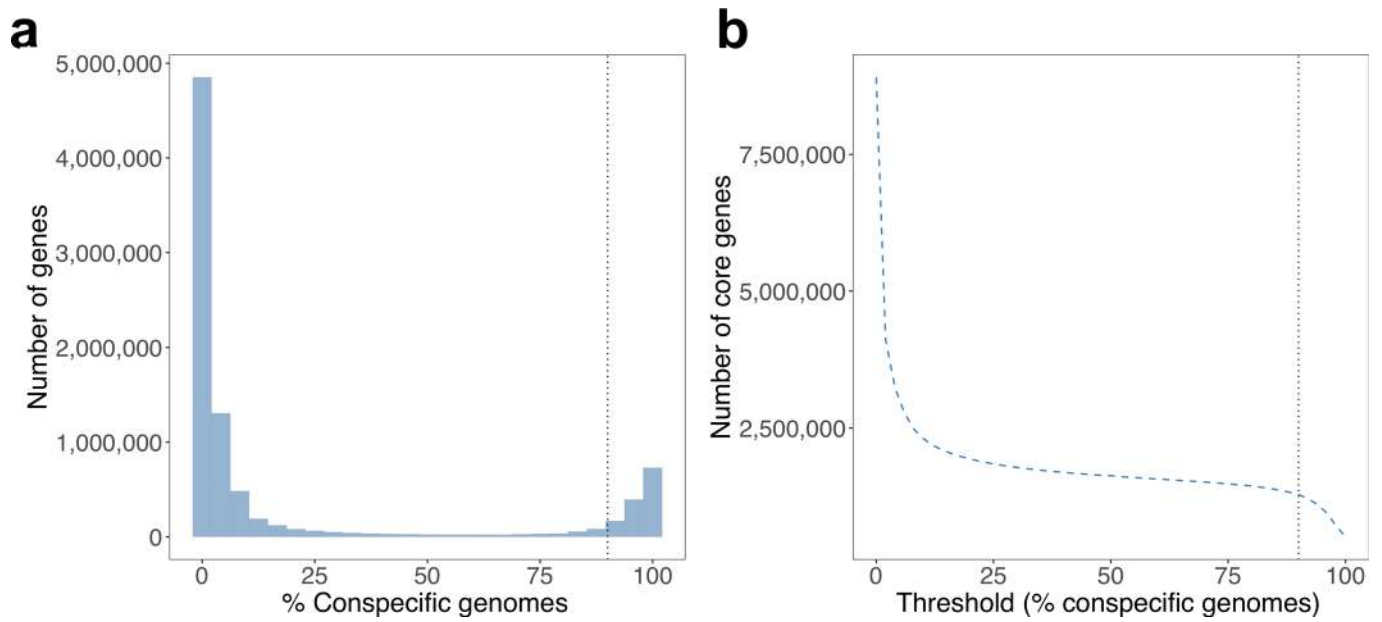 a
Number of genes
5,000,000
4,000,000
3,000,000
2,000,000
1,000,000
0
0 25 50 75 100
% Conspecific genomes
b
Number of core genes
7,500,000
5,000,000
2,500,000
0 25 50 75 100
Threshold (% conspecific genomes)